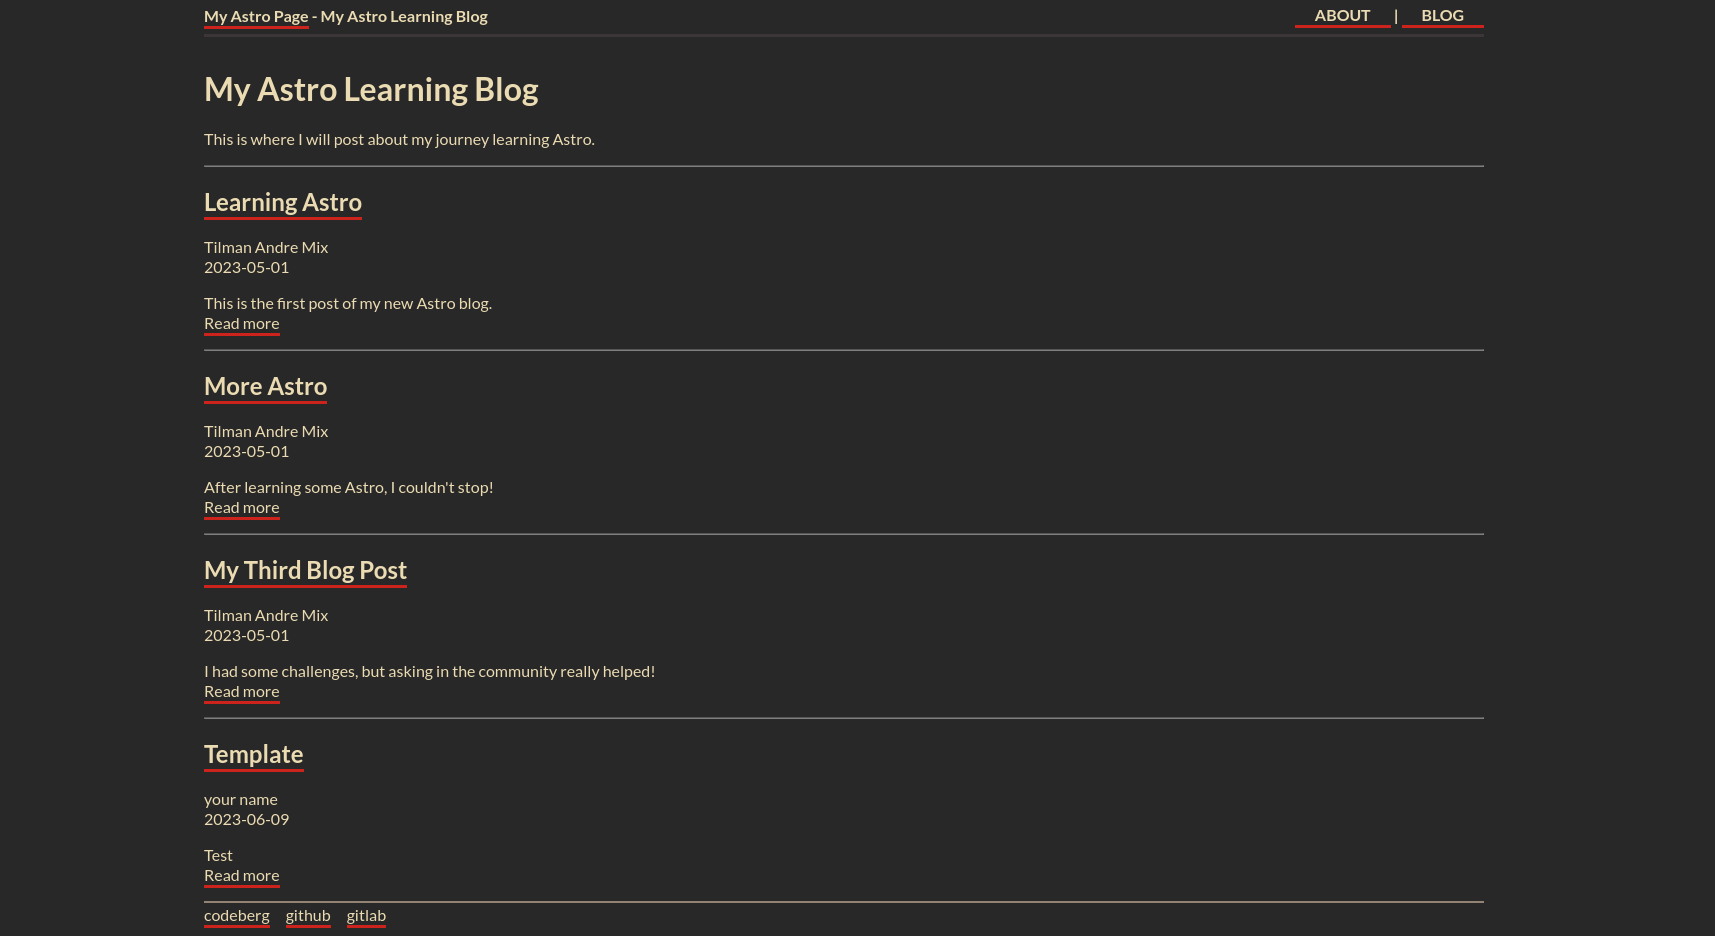 My Astro Page - My Astro Learning Blog ABOUT | BLOG
My Astro Learning Blog
This is where I will post about my journey learning Astro.
Learning Astro
Tilman Andre Mix
2023-05-01
This is the first post of my new Astro blog.
Read more
More Astro
Tilman Andre Mix
2023-05-01
After learning some Astro, I couldn't stop!
Read more
My Third Blog Post
Tilman Andre Mix
2023-05-01
I had some challenges, but asking in the community really helped!
Read more
Template
your name
2023-06-09
Test
Read more
codeberg github gitlab